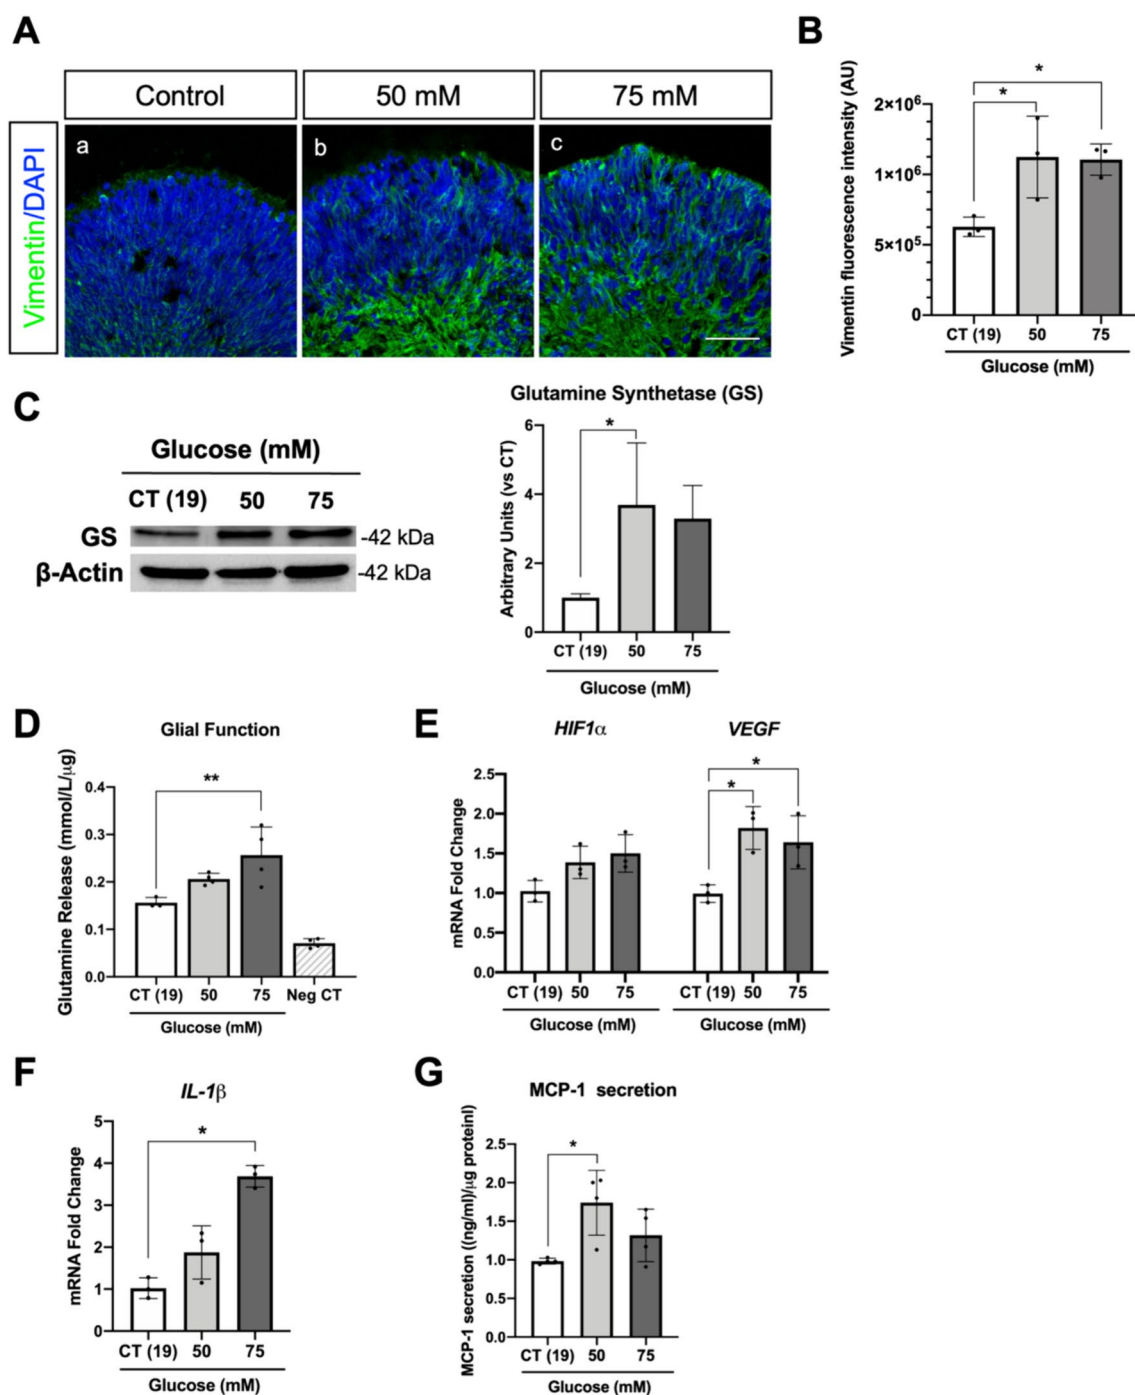 A
Control
50 mM
75 mM
Vimentin/DAPI
a
b
c
B
Vimentin fluorescence intensity (AU)
2×10⁶
1×10⁶
5×10⁵
0
*
*
CT (19)
50
75
Glucose (mM)
C
Glucose (mM)
CT (19)
50
75
GS
-42 kDa
β-Actin
-42 kDa
Glutamine Synthetase (GS)
Arbitrary Units (vs CT)
6
4
2
0
*
CT (19)
50
75
Glucose (mM)
D
Glial Function
Glutamine Release (mmol/L/μg)
0.4
0.3
0.2
0.1
0.0
**
CT (19)
50
75
Neg CT
Glucose (mM)
E
HIF1α
VEGF
mRNA Fold Change
2.5
2.0
1.5
1.0
0.5
0.0
*
*
CT (19)
50
75
CT (19)
50
75
Glucose (mM)
Glucose (mM)
F
IL-1β
mRNA Fold Change
5
4
3
2
1
0
*
CT (19)
50
75
Glucose (mM)
G
MCP-1 secretion
MCP-1 secretion ((ng/ml)/μg proteinl)
2.5
2.0
1.5
1.0
0.5
0.0
*
CT (19)
50
75
Glucose (mM)